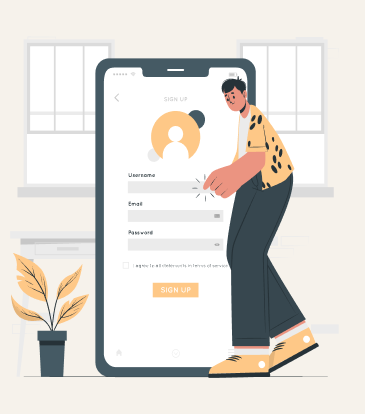 SIGN UP
Username
Email
Password
I agree to all statements in terms of service
SIGN UP